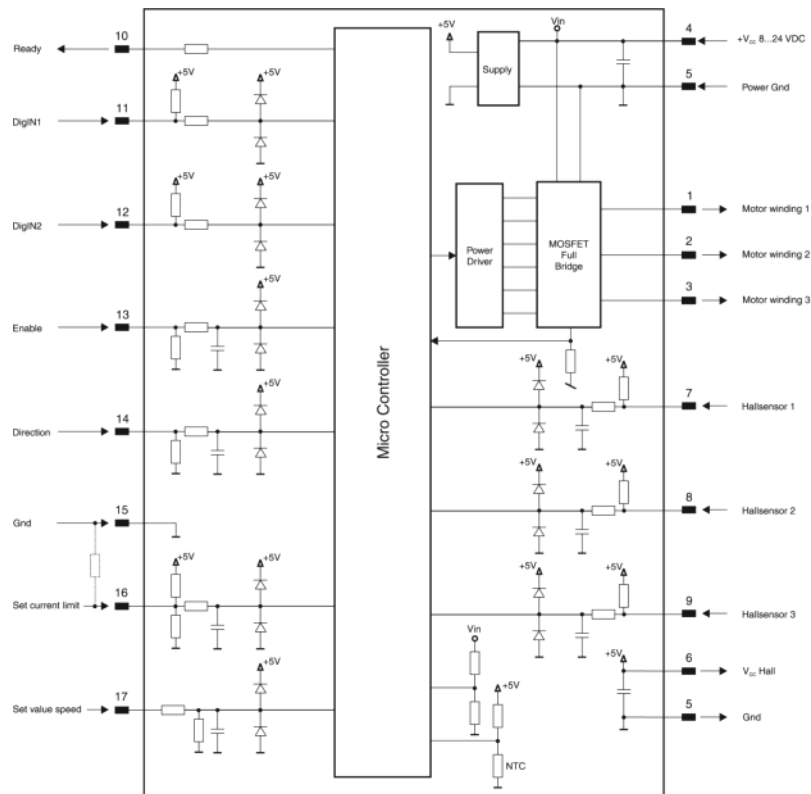 Vin
+5V
4
+Vcc 8...24 VDC
10
Ready
Supply
5
Power Gnd
+5V
+5V
11
DigIN1
+5V
+5V
12
DigIN2
1
Motor winding 1
Power
Driver
MOSFET
Full
Bridge
2
Motor winding 2
3
Motor winding 3
+5V
13
Enable
Micro Controller
+5V
+5V
7
Hallsensor 1
+5V
14
Direction
+5V
+5V
8
Hallsensor 2
15
Gnd
+5V
+5V
16
Set current limit
+5V
+5V
9
Hallsensor 3
Vin
+5V
6
Vcc Hall
+5V
17
Set value speed
+5V
5
Gnd
NTC